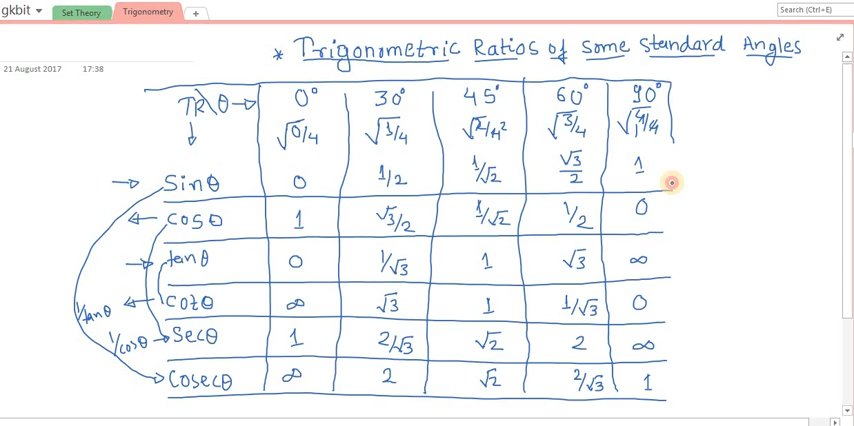 gkbit
Set Theory
Trigonometry
+
Search (Ctrl+E)
21 August 2017 17:38
* Trigonometric Ratios of Some Standard Angles
TR\θ → 0° 30° 45° 60° 90°
↓ √0/4 √1/4 √2/4² √3/4 √4/4
→ Sinθ 0 1/2 1/√2 √3/2 1
← Cosθ 1 √3/2 1/√2 1/2 0
→ tanθ 0 1/√3 1 √3 ∞
1/tanθ ← Cotθ ∞ √3 1 1/√3 0
1/cosθ → Secθ 1 2/√3 √2 2 ∞
→ Cosecθ ∞ 2 √2 2/√3 1